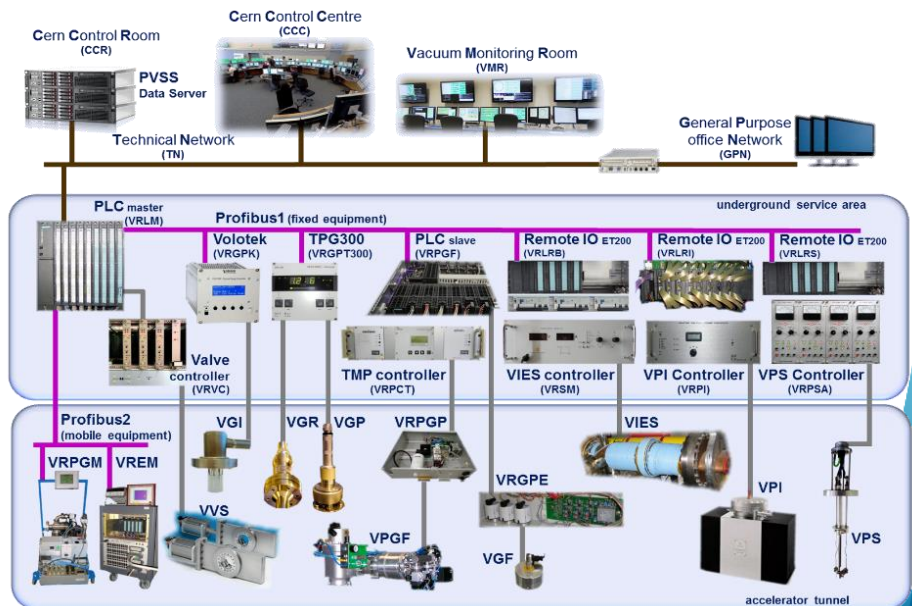 Cern Control Room
(CCR)
PVSS
Data Server
Cern Control Centre
(CCC)
Vacuum Monitoring Room
(VMR)
General Purpose
office Network
(GPN)
Technical Network
(TN)
underground service area
PLC master
(VRLM)
Profibus1 (fixed equipment)
Volotek
(VRGPK)
TPG300
(VRGPT300)
PLC slave
(VRPGF)
Remote IO ET200
(VRLRB)
Remote IO ET200
(VRLRI)
Remote IO ET200
(VRLRS)
Valve
controller
(VRVC)
TMP controller
(VRPCT)
VIES controller
(VRSM)
VPI Controller
(VRPI)
VPS Controller
(VRPSA)
Profibus2
(mobile equipment)
VRPGM
VREM
VVS
VGI
VGR
VGP
VRPGP
VPGF
VRGPE
VGF
VIES
VPI
VPS
accelerator tunnel